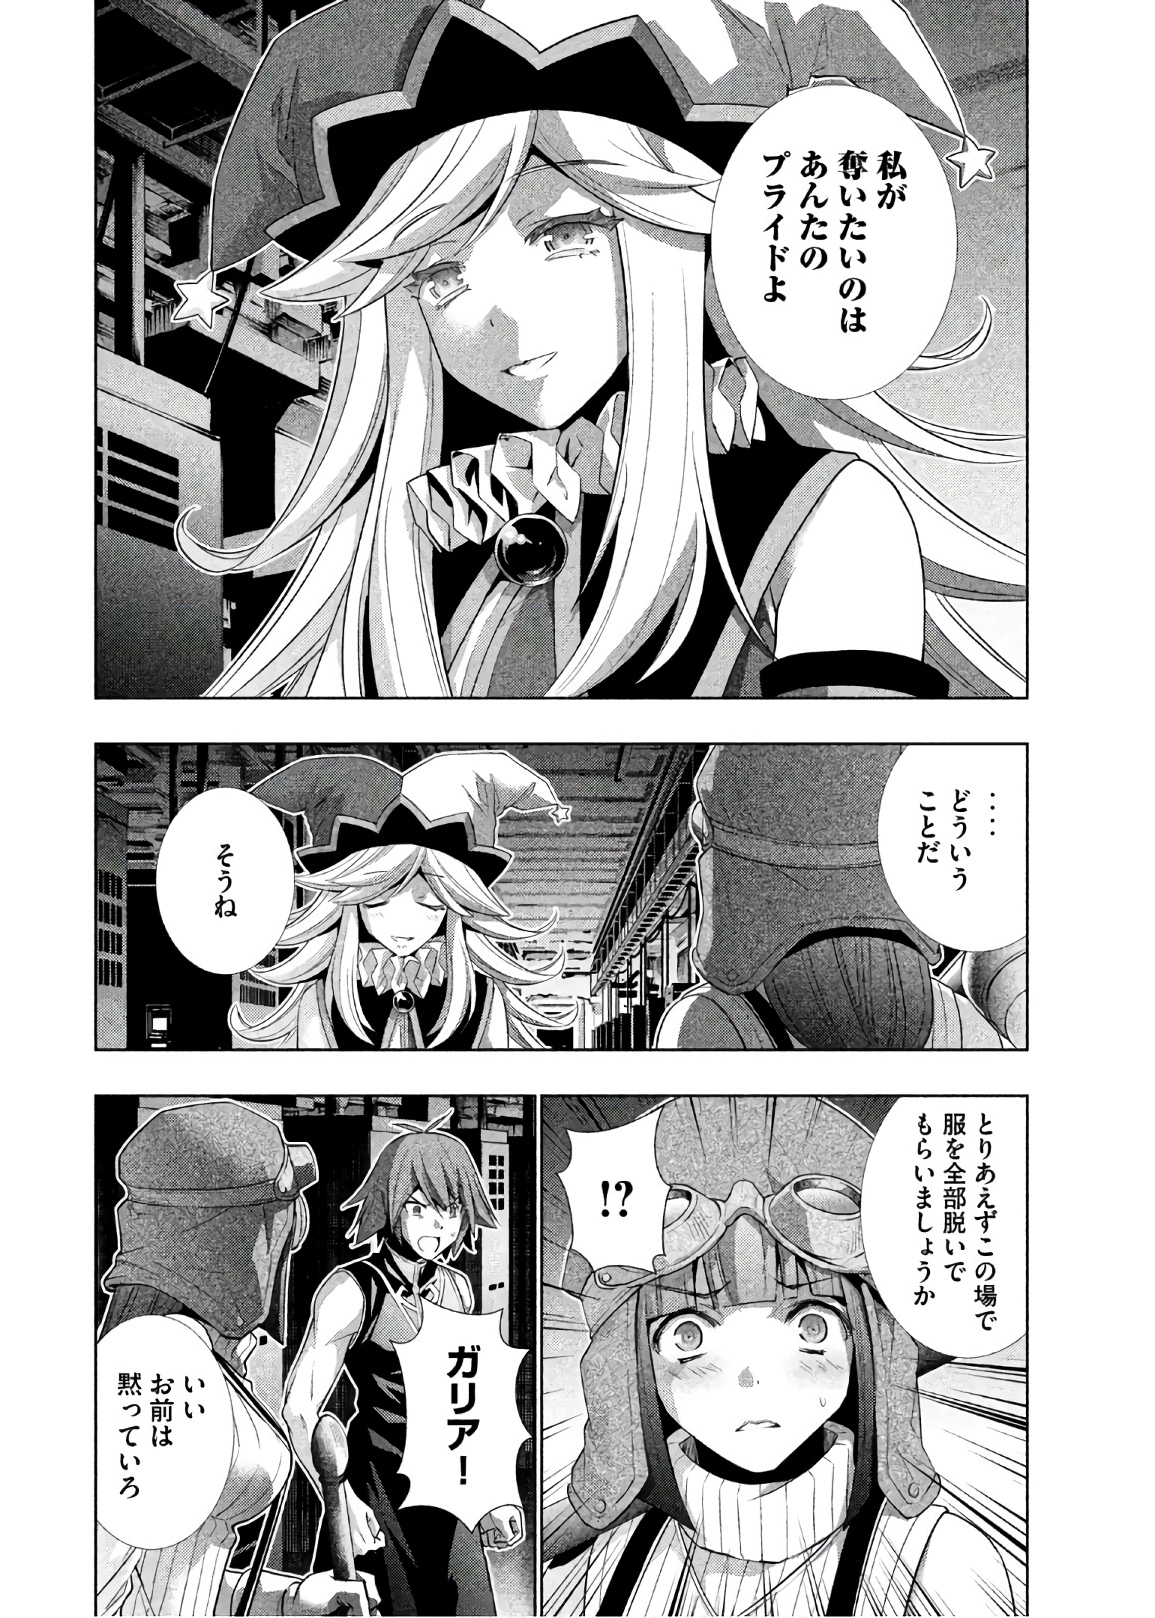 私が
奪いたいのは
あんたの
プライドよ
‥‥
どういう
ことだ
そうね
とりあえずこの場で
服を全部脱いで
もらいましょうか
!?
ガリア!
いい
お前は
黙っていろ